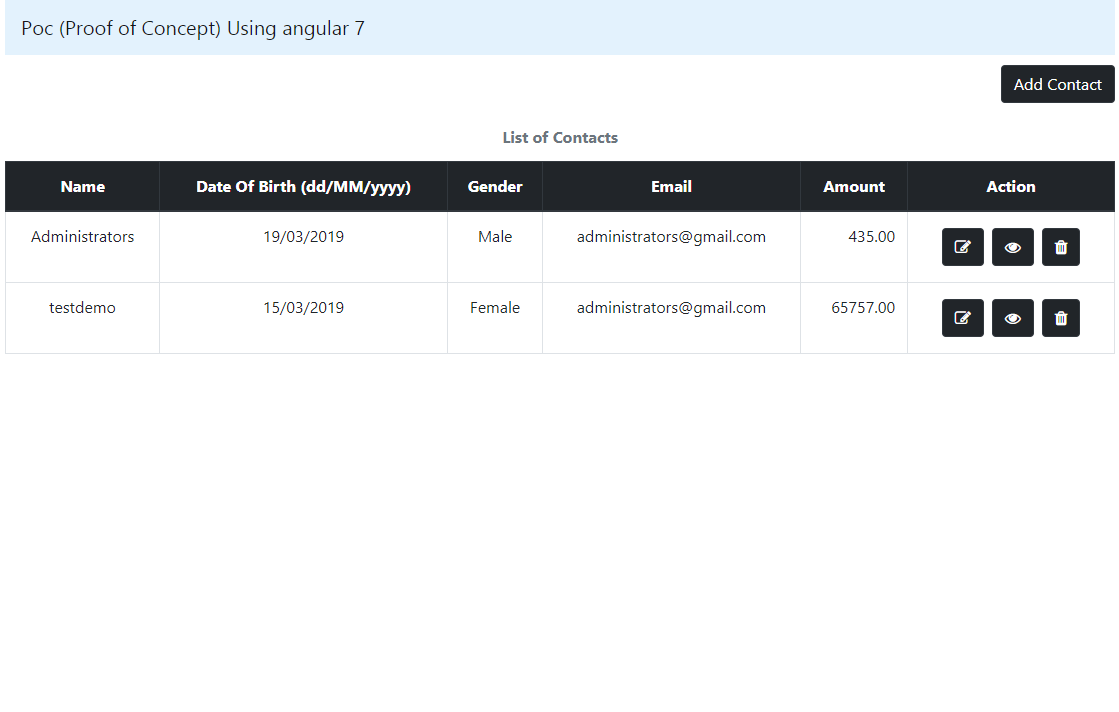 Poc (Proof of Concept) Using angular 7
Add Contact
List of Contacts
Name Date Of Birth (dd/MM/yyyy) Gender Email Amount Action
Administrators 19/03/2019 Male administrators@gmail.com 435.00
testdemo 15/03/2019 Female administrators@gmail.com 65757.00